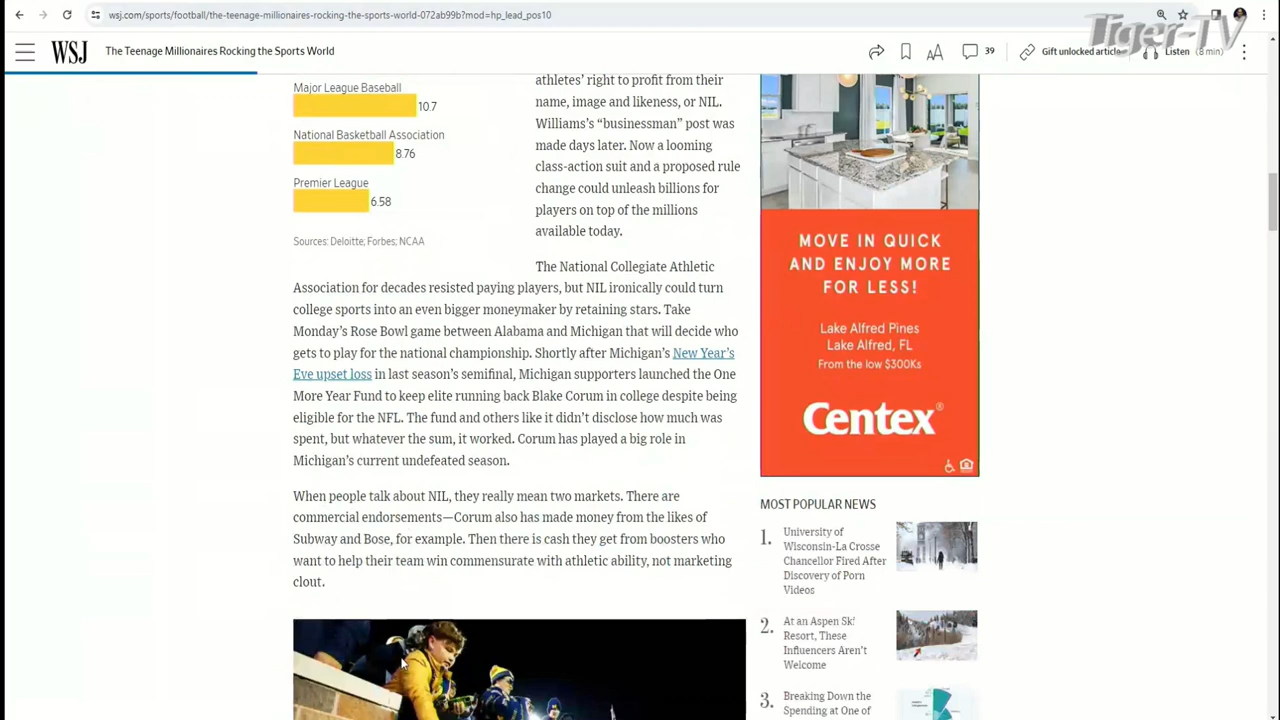 wsj.com/sports/football/the-teenage-millionaires-rocking-the-sports-world-072ab99b?mod=hp_lead_pos10
Tiger-TV
WSJ
The Teenage Millionaires Rocking the Sports World
39
Gift unlocked article
Listen (8 min)
Major League Baseball
10.7
National Basketball Association
8.76
Premier League
6.58
Sources: Deloitte; Forbes; NCAA
athletes’ right to profit from their
name, image and likeness, or NIL.
Williams’s “businessman” post was
made days later. Now a looming
class-action suit and a proposed rule
change could unleash billions for
players on top of the millions
available today.
The National Collegiate Athletic
Association for decades resisted paying players, but NIL ironically could turn
college sports into an even bigger moneymaker by retaining stars. Take
Monday’s Rose Bowl game between Alabama and Michigan that will decide who
gets to play for the national championship. Shortly after Michigan’s New Year’s
Eve upset loss in last season’s semifinal, Michigan supporters launched the One
More Year Fund to keep elite running back Blake Corum in college despite being
eligible for the NFL. The fund and others like it didn’t disclose how much was
spent, but whatever the sum, it worked. Corum has played a big role in
Michigan’s current undefeated season.
When people talk about NIL, they really mean two markets. There are
commercial endorsements—Corum also has made money from the likes of
Subway and Bose, for example. Then there is cash they get from boosters who
want to help their team win commensurate with athletic ability, not marketing
clout.
MOVE IN QUICK
AND ENJOY MORE
FOR LESS!
Lake Alfred Pines
Lake Alfred, FL
From the low $300Ks
Centex®
MOST POPULAR NEWS
1.
University of
Wisconsin-La Crosse
Chancellor Fired After
Discovery of Porn
Videos
2.
At an Aspen Ski
Resort, These
Influencers Aren’t
Welcome
3.
Breaking Down the
Spending at One of